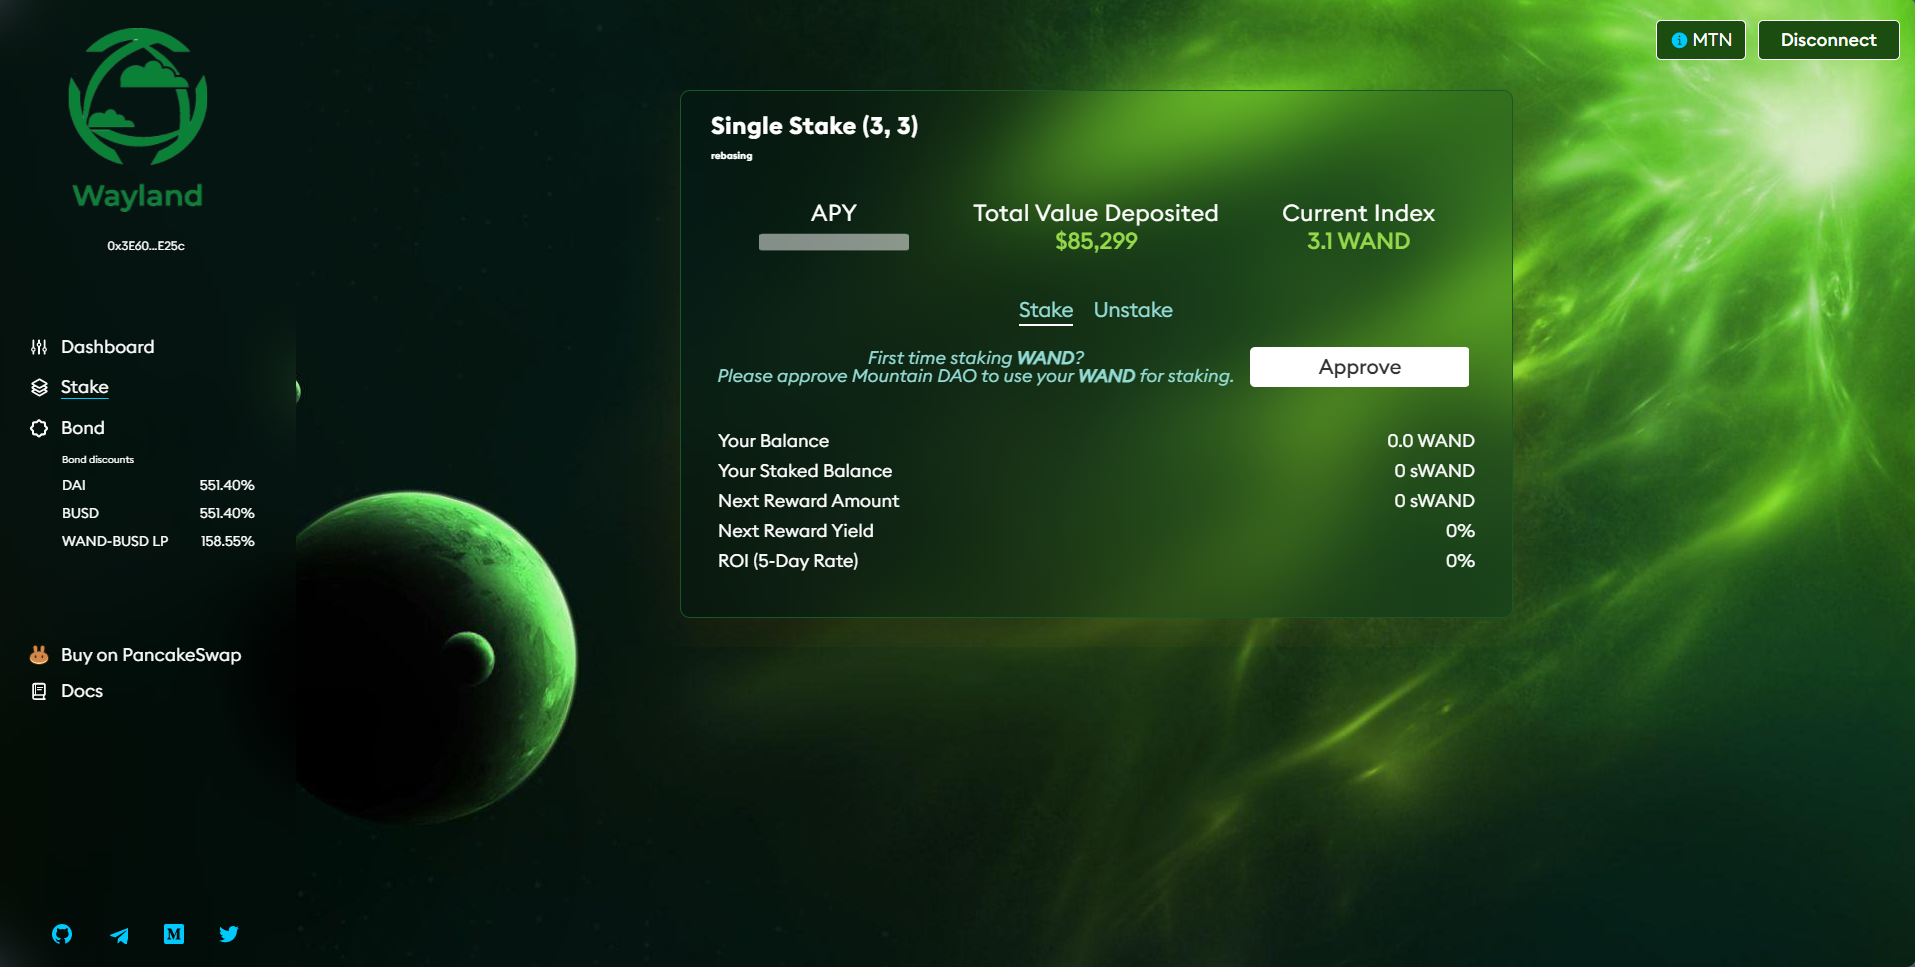 Wayland
0x3E60...E25c
Dashboard
Stake
Bond
Bond discounts
DAI 551.40%
BUSD 551.40%
WAND-BUSD LP 158.55%
Buy on PancakeSwap
Docs
MTN
Disconnect
Single Stake (3, 3)
rebasing
APY
Total Value Deposited
$85,299
Current Index
3.1 WAND
Stake Unstake
First time staking WAND?
Please approve Mountain DAO to use your WAND for staking.
Approve
Your Balance 0.0 WAND
Your Staked Balance 0 sWAND
Next Reward Amount 0 sWAND
Next Reward Yield 0%
ROI (5-Day Rate) 0%